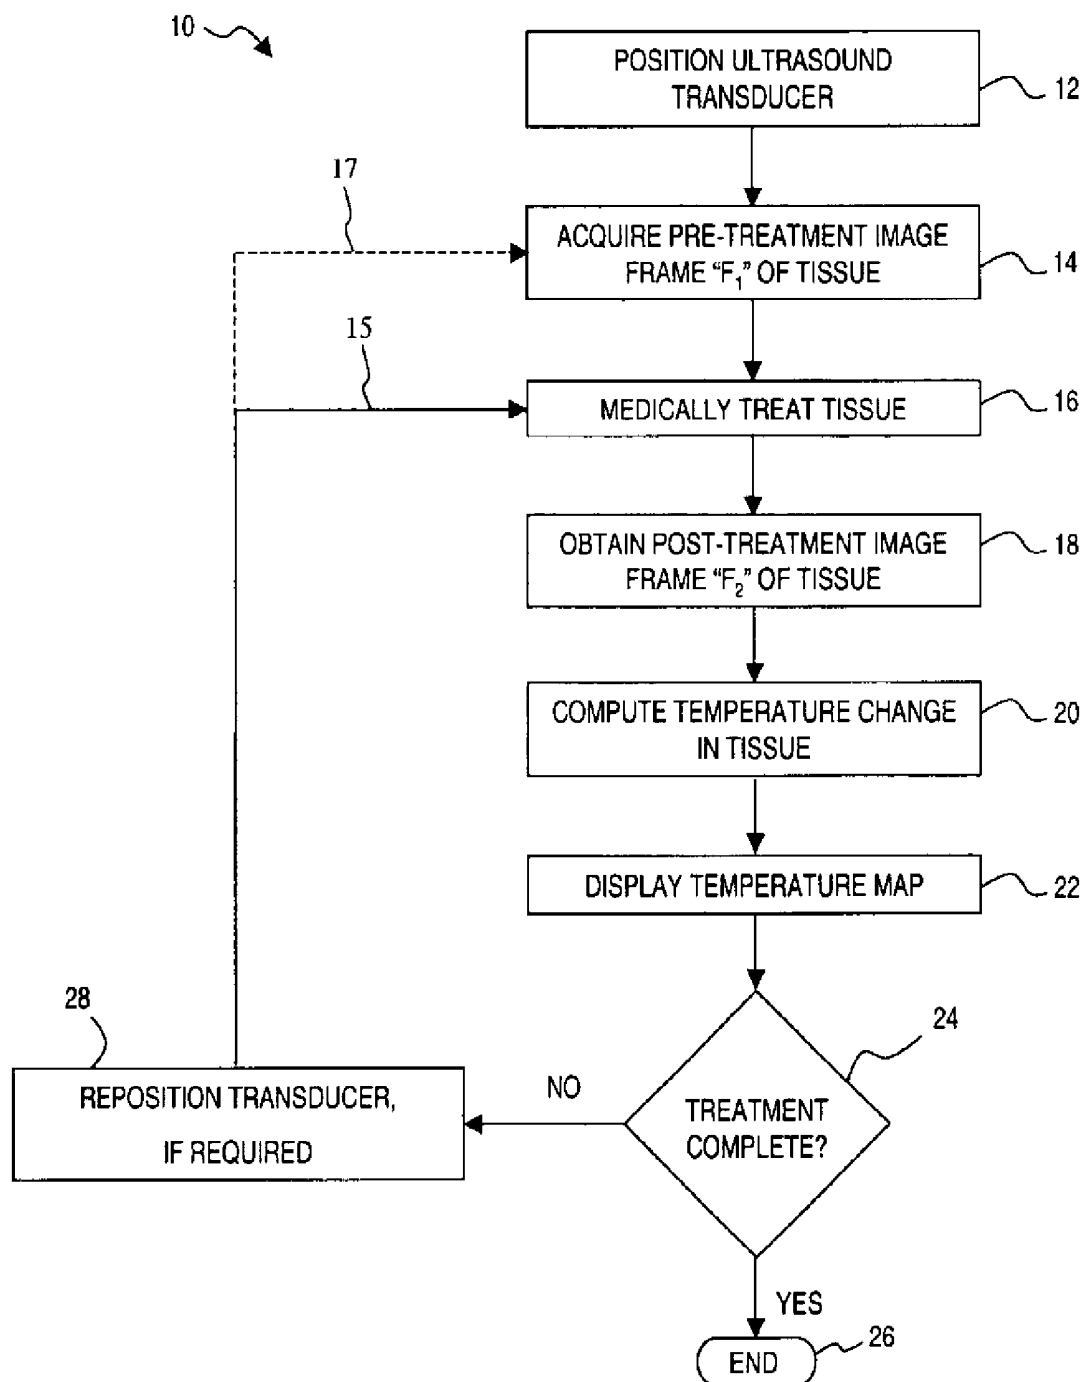 10
POSITION ULTRASOUND
TRANSDUCER
12
17
ACQUIRE PRE-TREATMENT IMAGE
FRAME "F₁" OF TISSUE
14
15
MEDICALLY TREAT TISSUE
16
OBTAIN POST-TREATMENT IMAGE
FRAME "F₂" OF TISSUE
18
COMPUTE TEMPERATURE CHANGE
IN TISSUE
20
DISPLAY TEMPERATURE MAP
22
28
24
REPOSITION TRANSDUCER,
IF REQUIRED
NO
TREATMENT
COMPLETE?
YES
END
26